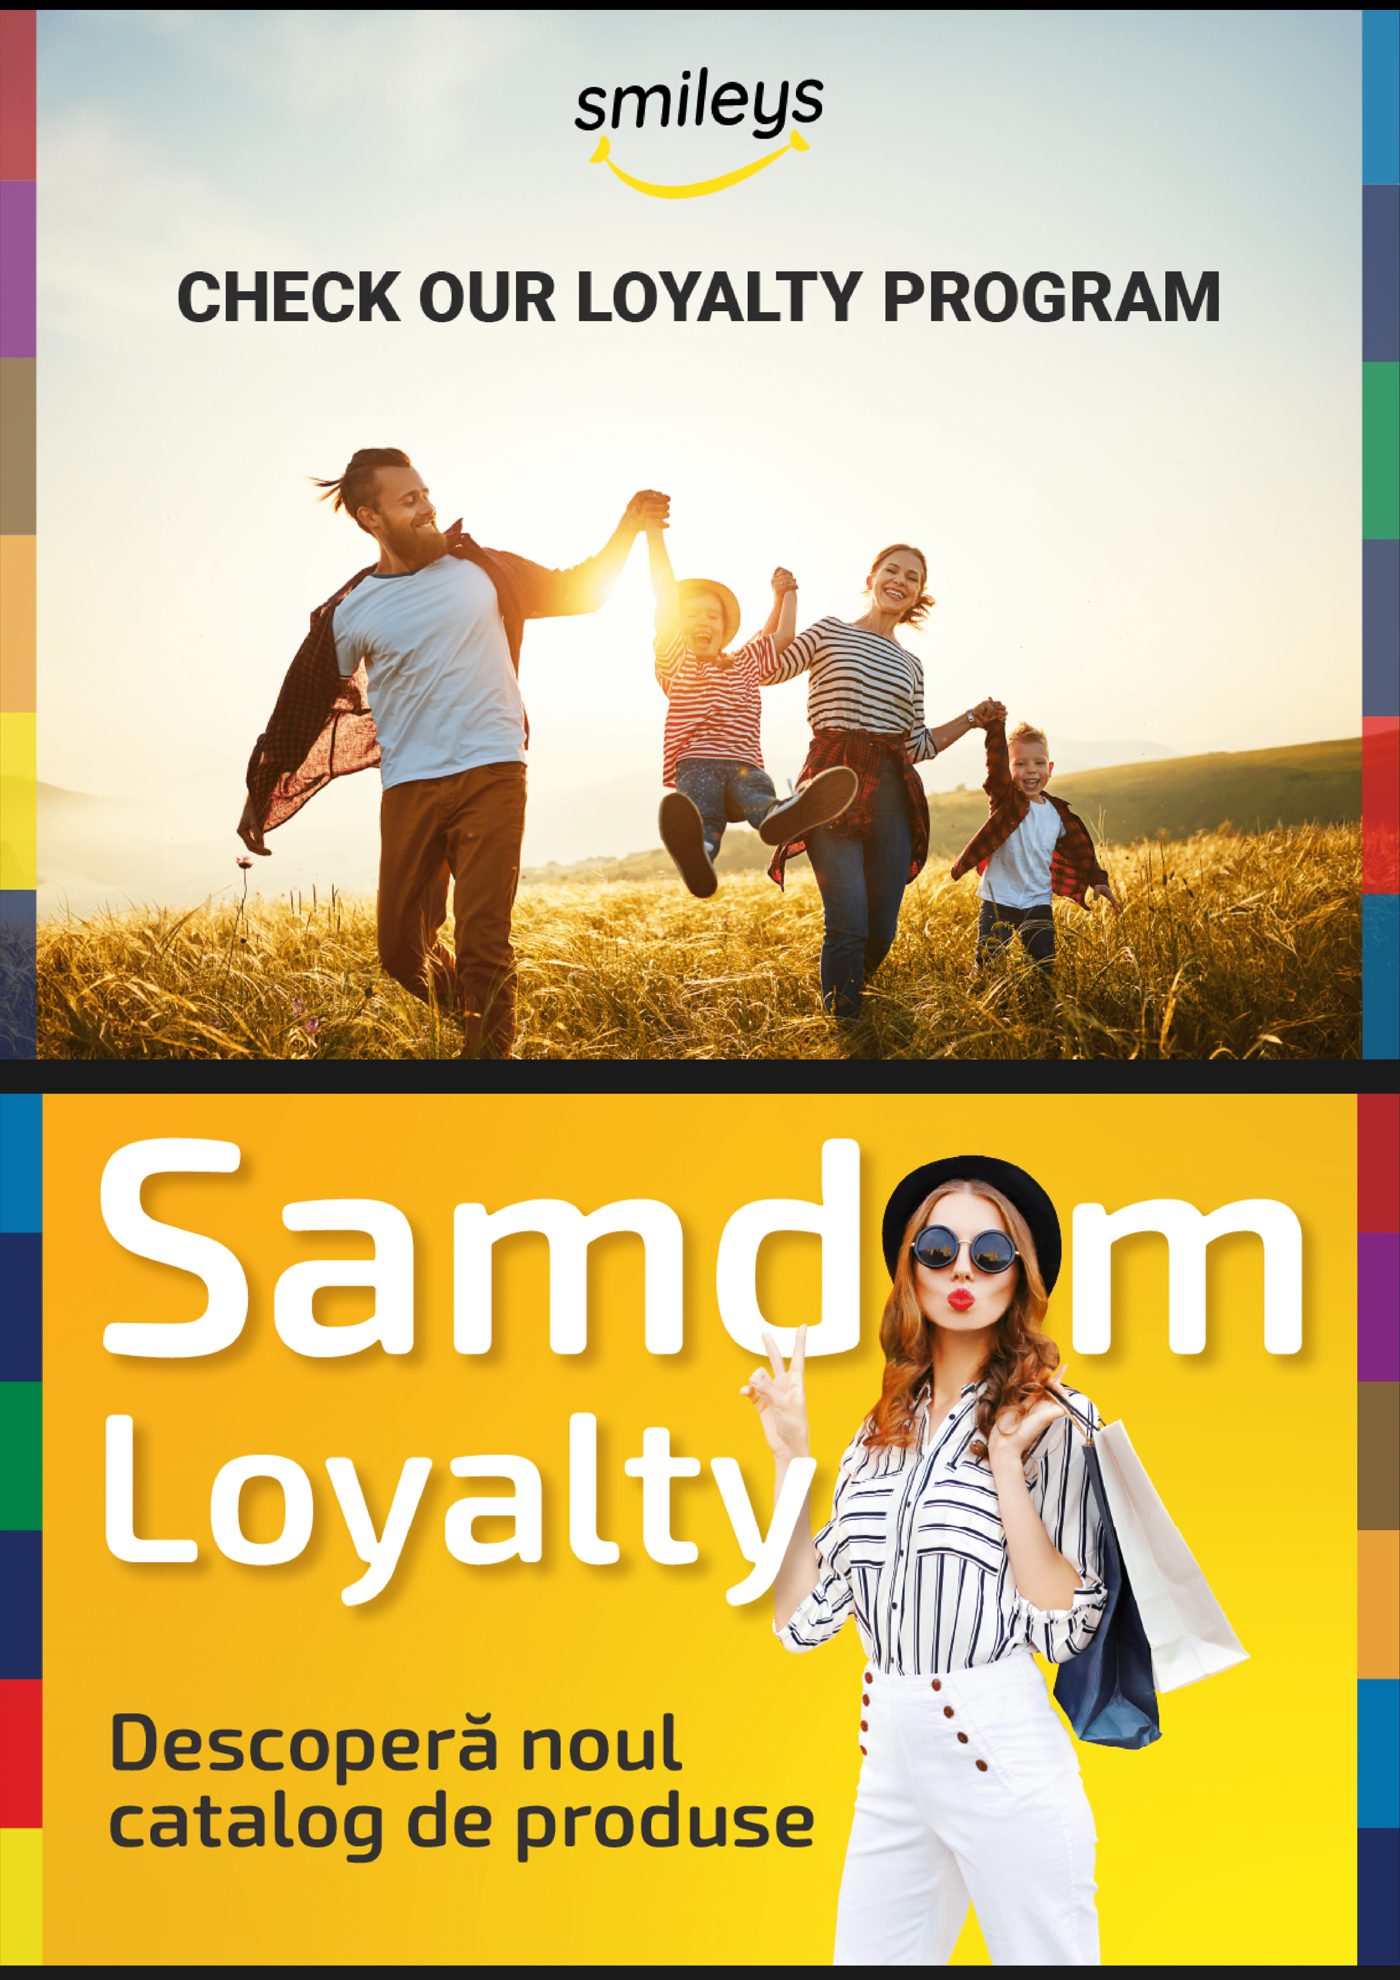 smileys
CHECK OUR LOYALTY PROGRAM
Samdom
Loyalty
Descoperă noul
catalog de produse